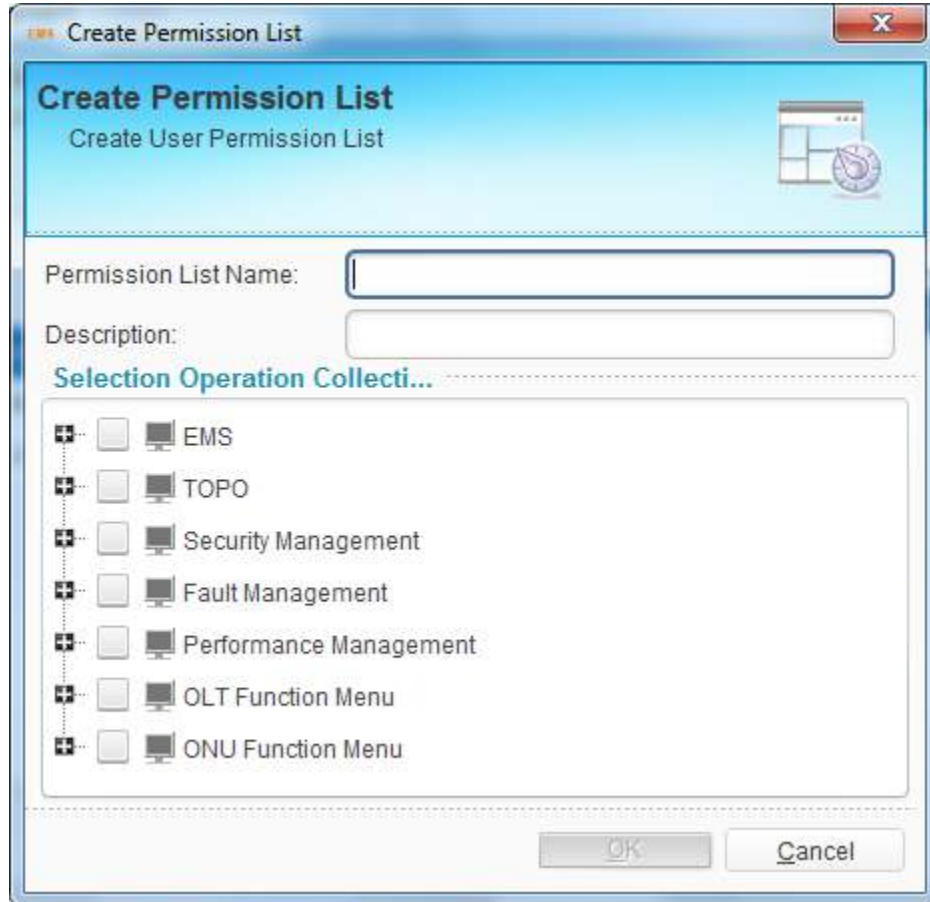 EMS Create Permission List
Create Permission List
Create User Permission List
Permission List Name:
Description:
Selection Operation Collecti...
EMS
TOPO
Security Management
Fault Management
Performance Management
OLT Function Menu
ONU Function Menu
OK Cancel